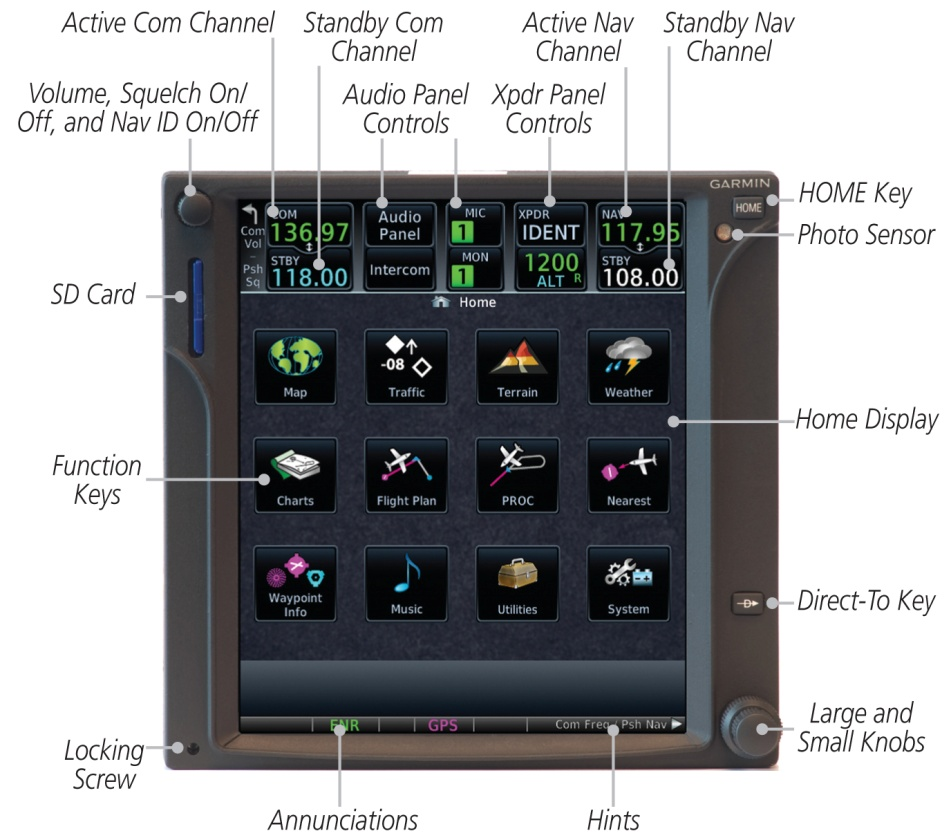 Active Com Channel
Standby Com
Channel
Active Nav
Channel
Standby Nav
Channel
Volume, Squelch On/
Off, and Nav ID On/Off
Audio Panel
Controls
Xpdr Panel
Controls
GARMIN
HOME
HOME Key
Photo Sensor
Com
Vol
–
Psh
Sq
COM
136.97
STBY
118.00
Audio
Panel
Intercom
MIC
1
MON
1
XPDR
IDENT
1200
ALT R
NAV
117.95
STBY
108.00
SD Card
Home
Map
Traffic
-08
Terrain
Weather
Home Display
Function
Keys
Charts
Flight Plan
PROC
Nearest
Waypoint
Info
Music
Utilities
System
D
Direct-To Key
Large and
Small Knobs
ENR
GPS
Com Freq / Psh Nav
Locking
Screw
Annunciations
Hints